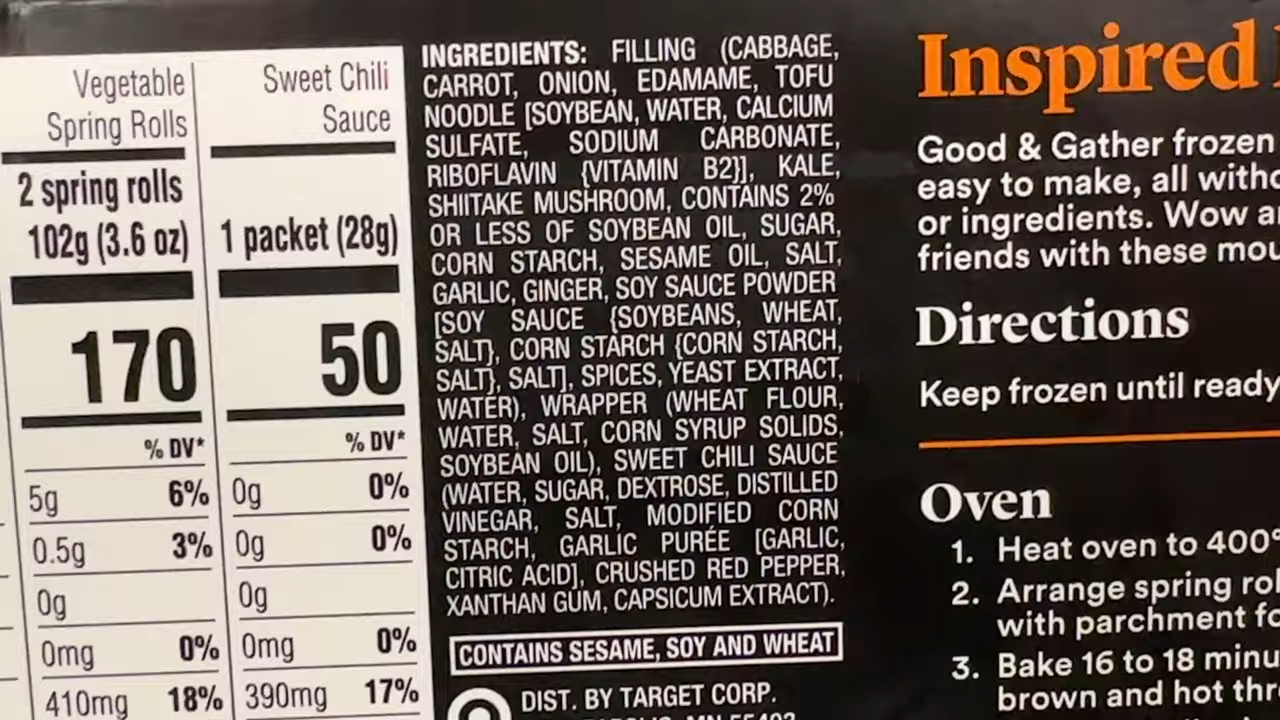 Vegetable
Spring Rolls
2 spring rolls
102g (3.6 oz)
170
% DV*
5g 6%
0.5g 3%
0g
0mg 0%
410mg 18%
Sweet Chili
Sauce
1 packet (28g)
50
% DV*
0g 0%
0g 0%
0g
0mg 0%
390mg 17%
INGREDIENTS: FILLING (CABBAGE,
CARROT, ONION, EDAMAME, TOFU
NOODLE [SOYBEAN, WATER, CALCIUM
SULFATE, SODIUM CARBONATE,
RIBOFLAVIN {VITAMIN B2}], KALE,
SHIITAKE MUSHROOM, CONTAINS 2%
OR LESS OF SOYBEAN OIL, SUGAR,
CORN STARCH, SESAME OIL, SALT,
GARLIC, GINGER, SOY SAUCE POWDER
[SOY SAUCE {SOYBEANS, WHEAT,
SALT}, CORN STARCH {CORN STARCH,
SALT}, SALT], SPICES, YEAST EXTRACT,
WATER), WRAPPER (WHEAT FLOUR,
WATER, SALT, CORN SYRUP SOLIDS,
SOYBEAN OIL), SWEET CHILI SAUCE
(WATER, SUGAR, DEXTROSE, DISTILLED
VINEGAR, SALT, MODIFIED CORN
STARCH, GARLIC PURÉE [GARLIC,
CITRIC ACID], CRUSHED RED PEPPER,
XANTHAN GUM, CAPSICUM EXTRACT).
CONTAINS SESAME, SOY AND WHEAT
DIST. BY TARGET CORP.
Inspired
Good & Gather frozen
easy to make, all
or ingredients. Wow
friends with these
Directions
Keep frozen until ready
Oven
1. Heat oven to 400°
2. Arrange spring
with parchment
3. Bake 16 to 18
brown and hot